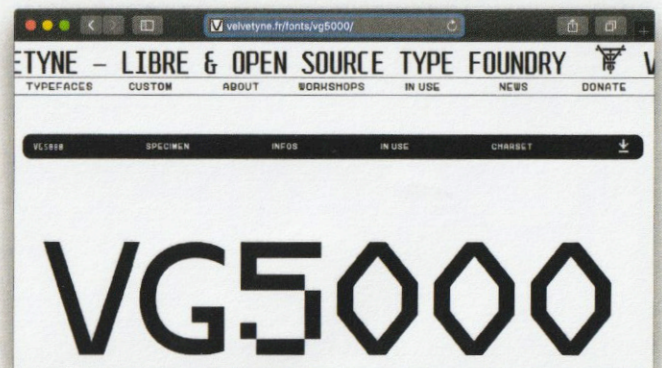 velvetyne.fr/fonts/vg5000/
ETYNE – LIBRE & OPEN SOURCE TYPE FOUNDRY V
TYPEFACES CUSTOM ABOUT WORKSHOPS IN USE NEWS DONATE
VG5000 SPECIMEN INFOS IN USE CHARSET
VG5000